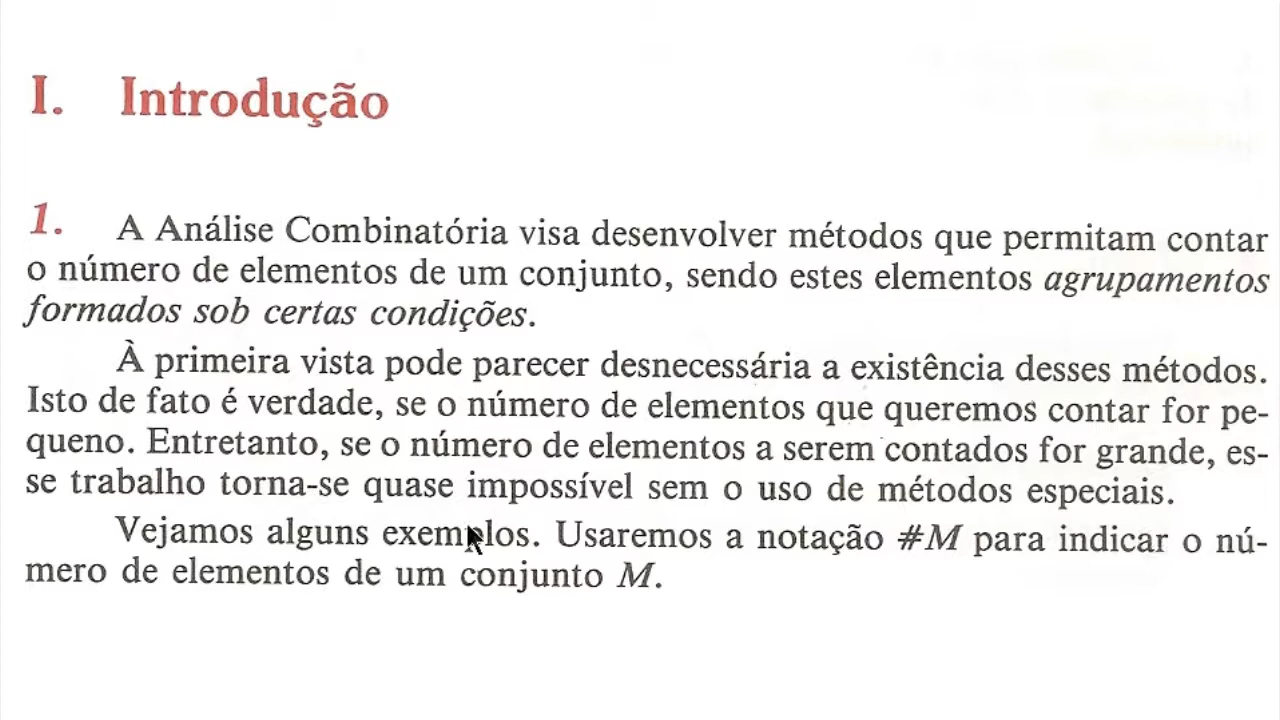 I. Introdução
1. A Análise Combinatória visa desenvolver métodos que permitam contar
o número de elementos de um conjunto, sendo estes elementos agrupamentos
formados sob certas condições.
À primeira vista pode parecer desnecessária a existência desses métodos.
Isto de fato é verdade, se o número de elementos que queremos contar for pe-
queno. Entretanto, se o número de elementos a serem contados for grande, es-
se trabalho torna-se quase impossível sem o uso de métodos especiais.
Vejamos alguns exemplos. Usaremos a notação #M para indicar o nú-
mero de elementos de um conjunto M.